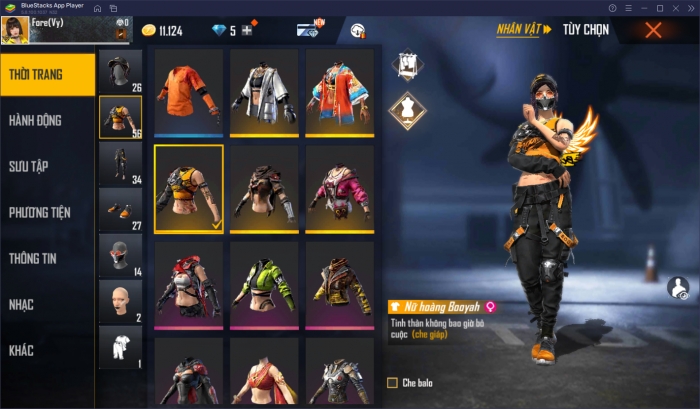 BlueStacks App Player
Fore(Vy)
0
11.124
5
NEW
NHÂN VẬT
TÙY CHỌN
THỜI TRANG
HÀNH ĐỘNG
SƯU TẬP
PHƯƠNG TIỆN
THÔNG TIN
NHẠC
KHÁC
26
56
34
27
14
2
1
Nữ hoàng Booyah
Tinh thần không bao giờ bỏ
cuộc (che giáp)
Che balo